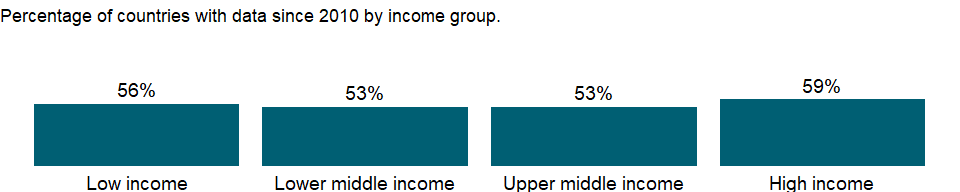 Percentage of countries with data since 2010 by income group.
56%
53%
53%
59%
Low income
Lower middle income
Upper middle income
High income